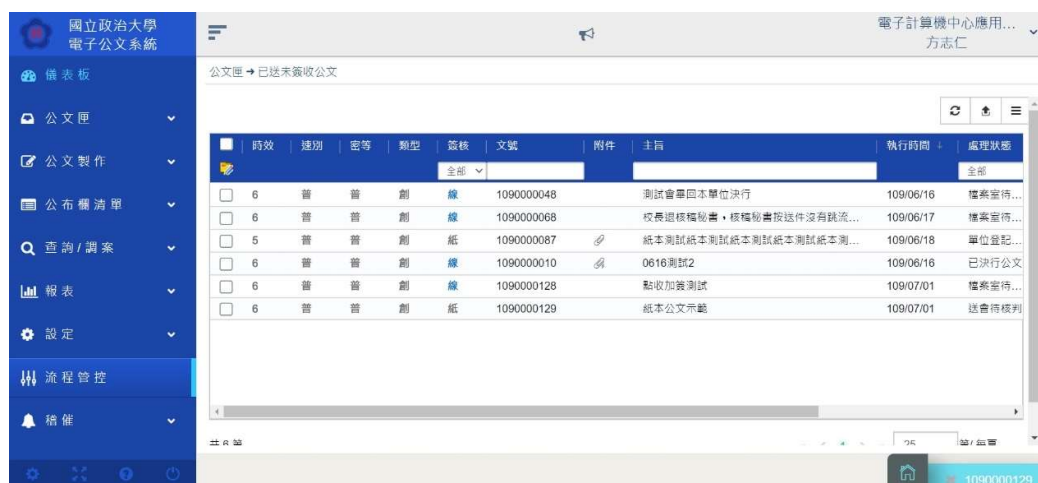 國立政治大學
電子公文系統
電子計算機中心應用...
方志仁
儀表板
公文匣
公文製作
公布欄清單
查詢/調案
報表
設定
流程管控
稽催
公文匣➜已送未簽收公文
時效 速別 密等 類型 簽核 文號 附件 主旨 執行時間 處理狀態
全部 全部
6 普 普 創 線 1090000048 測試會畢回本單位決行 109/06/16 檔案室待...
6 普 普 創 線 1090000068 校長退核稿秘書，核稿秘書按送件沒有跳流... 109/06/17 檔案室待...
5 普 普 創 紙 1090000087 紙本測試紙本測試紙本測試紙本測試紙本測... 109/06/18 單位登記...
6 普 普 創 線 1090000010 0616測試2 109/06/16 已決行公文
6 普 普 創 線 1090000128 點收加簽測試 109/07/01 檔案室待...
6 普 普 創 紙 1090000129 紙本公文示範 109/07/01 送會待核判
共 6 筆 25 筆/每頁
1090000129